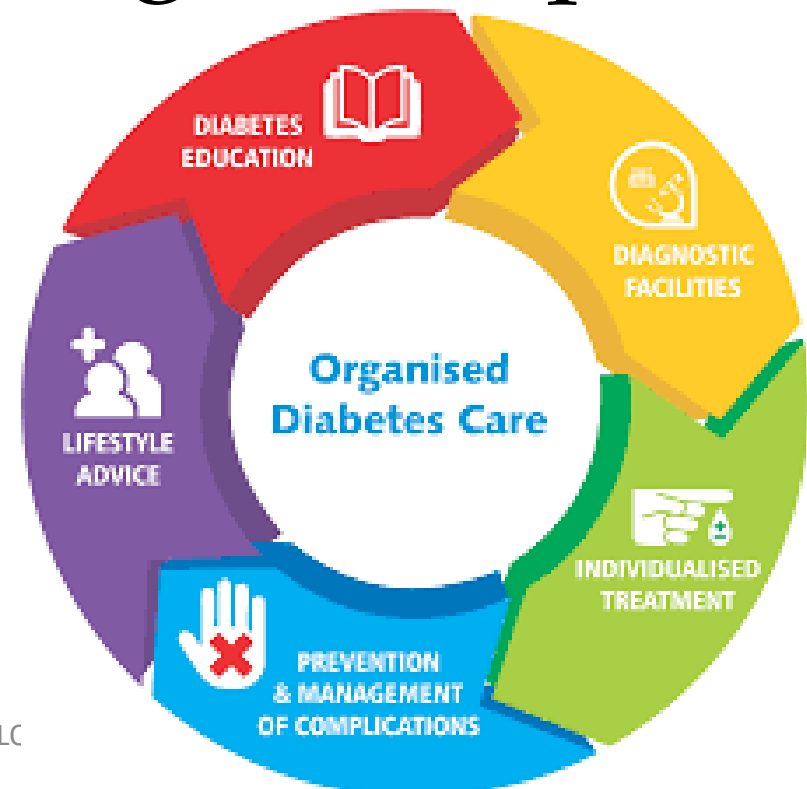 DIABETES
EDUCATION
DIAGNOSTIC
FACILITIES
Organised
Diabetes Care
LIFESTYLE
ADVICE
INDIVIDUALISED
TREATMENT
PREVENTION
& MANAGEMENT
OF COMPLICATIONS